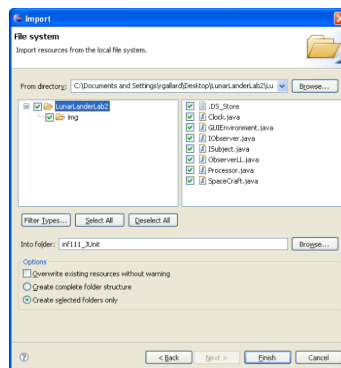 Import
File system
Import resources from the local file system.
From directory: C:\Documents and Settings\rgallard\Desktop\LunarLanderLab2\Lu Browse...
LunarLanderLab2
img
.DS_Store
Clock.java
GUIEnvironment.java
IObserver.java
ISubject.java
ObserverLL.java
Processor.java
SpaceCraft.java
Filter Types... Select All Deselect All
Into folder: inf111_JUnit Browse...
Options
Overwrite existing resources without warning
Create complete folder structure
Create selected folders only
? < Back Next > Finish Cancel